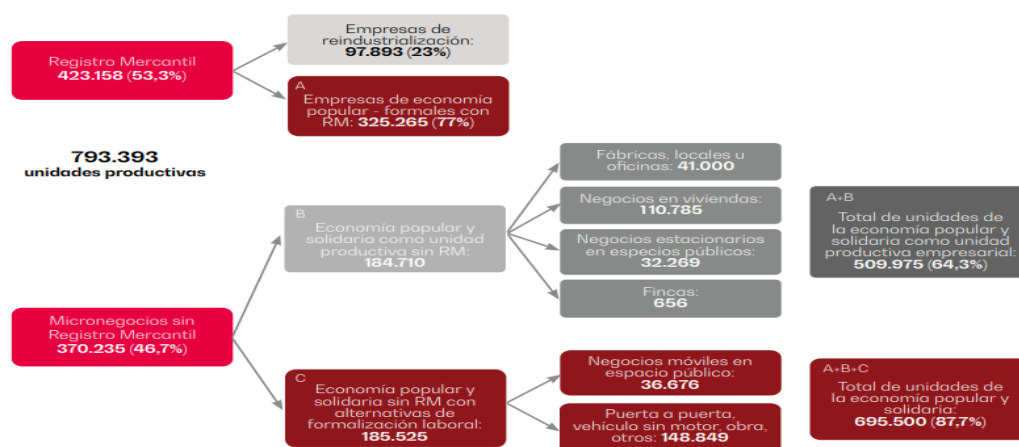 Registro Mercantil
423.158 (53,3%)
Empresas de
reindustrialización:
97.893 (23%)
A
Empresas de economía
popular - formales con
RM: 325.265 (77%)
793.393
unidades productivas
B
Economía popular y
solidaria como unidad
productiva sin RM:
184.710
Fábricas, locales u
oficinas: 41.000
Negocios en viviendas:
110.785
Negocios estacionarios
en espacios públicos:
32.269
Fincas:
656
A+B
Total de unidades de
la economía popular y
solidaria como unidad
productiva empresarial:
509.975 (64,3%)
Micronegocios sin
Registro Mercantil
370.235 (46,7%)
C
Economía popular y
solidaria sin RM con
alternativas de
formalización laboral:
185.525
Negocios móviles en
espacio público:
36.676
Puerta a puerta,
vehículo sin motor, obra,
otros: 148.849
A+B+C
Total de unidades de
la economía popular y
solidaria:
695.500 (87,7%)